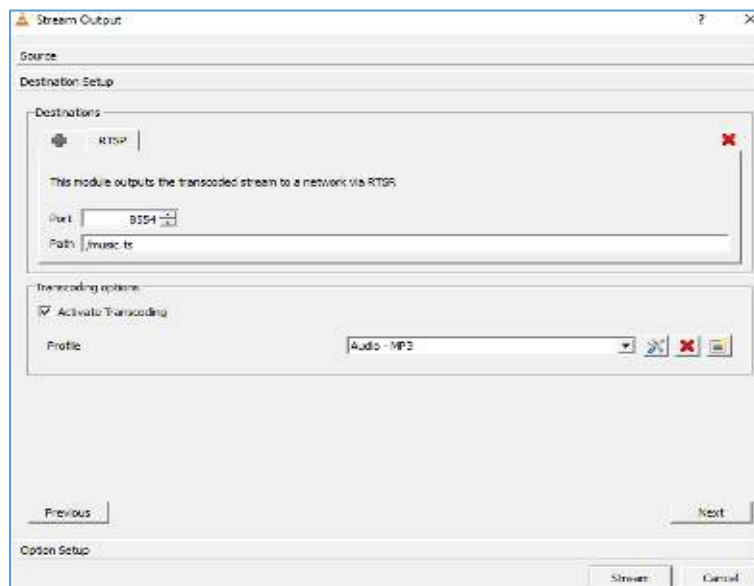 Stream Output
Source
Destination Setup
Destinations
RTSP
This module outputs the transcoded stream to a network via RTSP.
Port 8554
Path /music.ts
Transcoding options
Activate Transcoding
Profile Audio - MP3
Previous Next
Option Setup
Stream Cancel